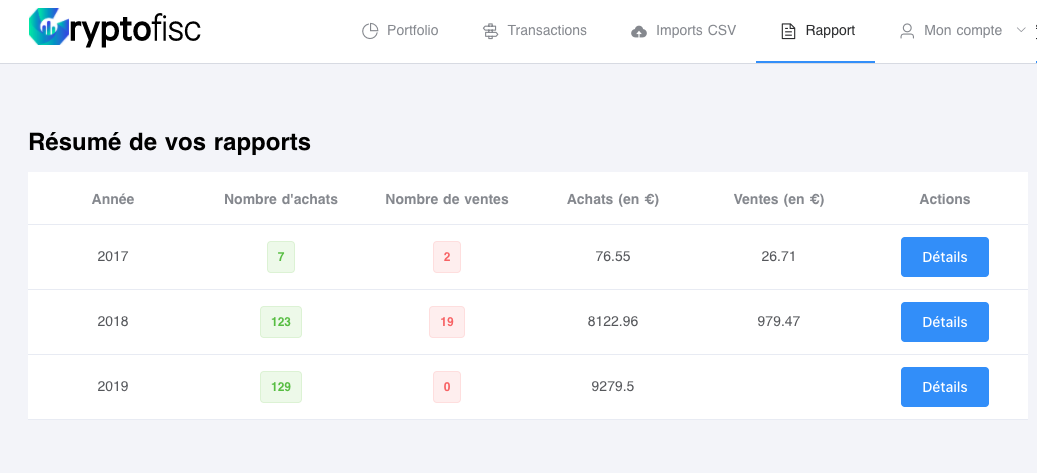 Cryptofisc Portfolio Transactions Imports CSV Rapport Mon compte
Résumé de vos rapports
Année Nombre d'achats Nombre de ventes Achats (en €) Ventes (en €) Actions
2017 7 2 76.55 26.71 Détails
2018 123 19 8122.96 979.47 Détails
2019 129 0 9279.5 Détails